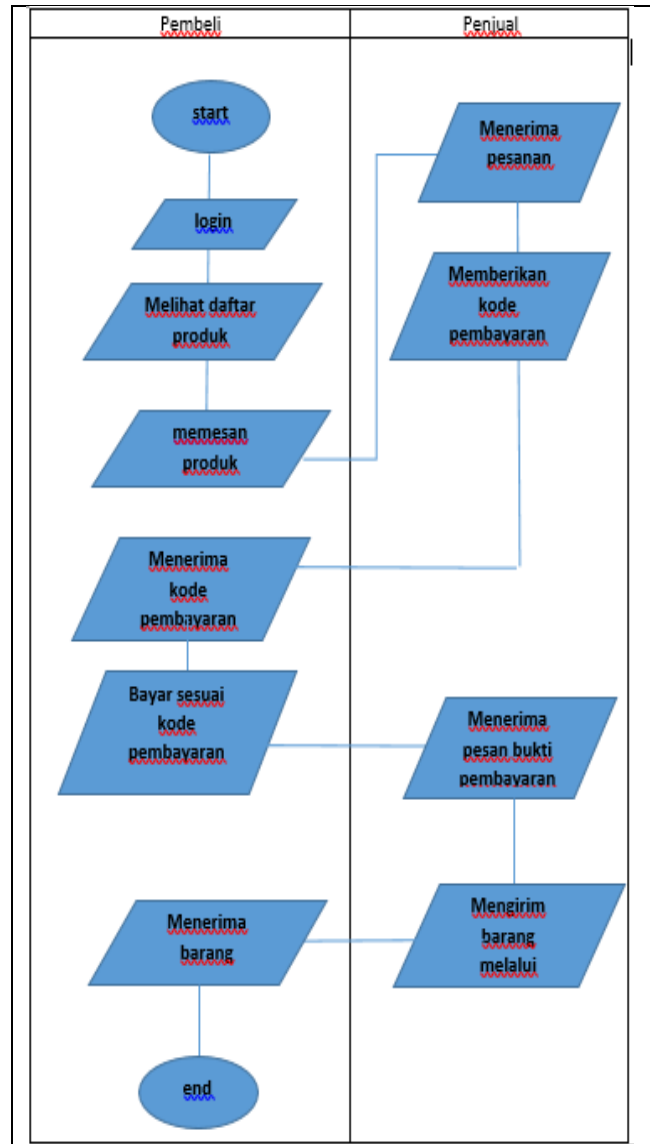 Pembeli
Penjual
start
login
Melihat daftar
produk
memesan
produk
Menerima
pesanan
Memberikan
kode
pembayaran
Menerima
kode
pembayaran
Bayar sesuai
kode
pembayaran
Menerima
pesan bukti
pembayaran
Mengirim
barang
melalui
Menerima
barang
end